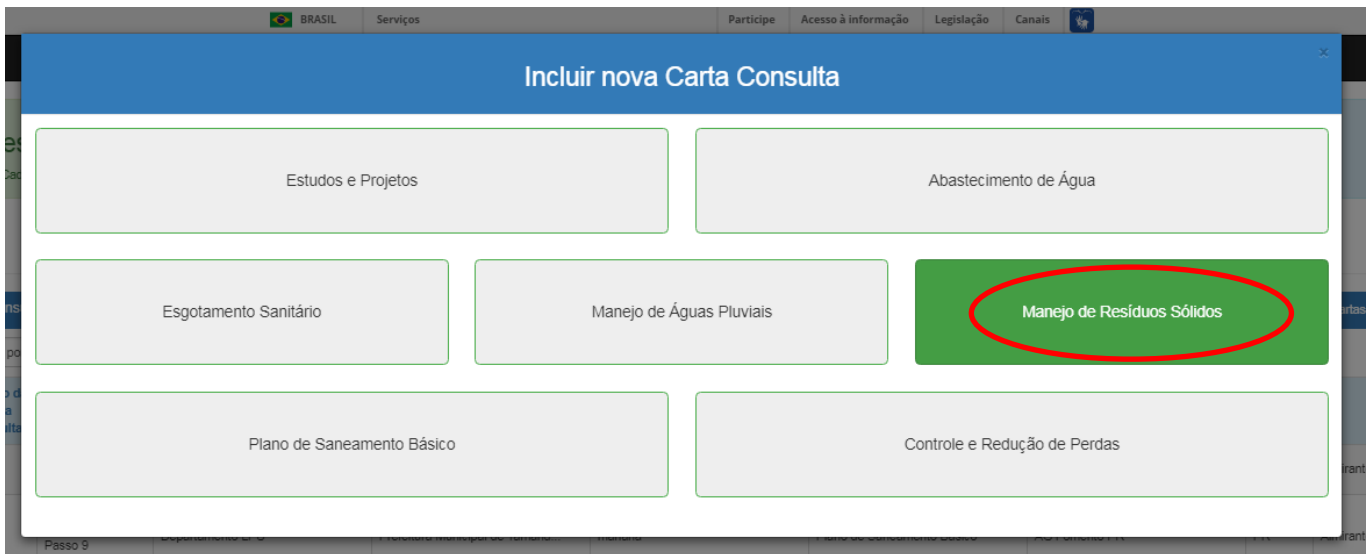 BRASIL Serviços Participe Acesso à informação Legislação Canais
×
Incluir nova Carta Consulta
Estudos e Projetos Abastecimento de Água
Esgotamento Sanitário Manejo de Águas Pluviais Manejo de Resíduos Sólidos
Plano de Saneamento Básico Controle e Redução de Perdas
Passo 9